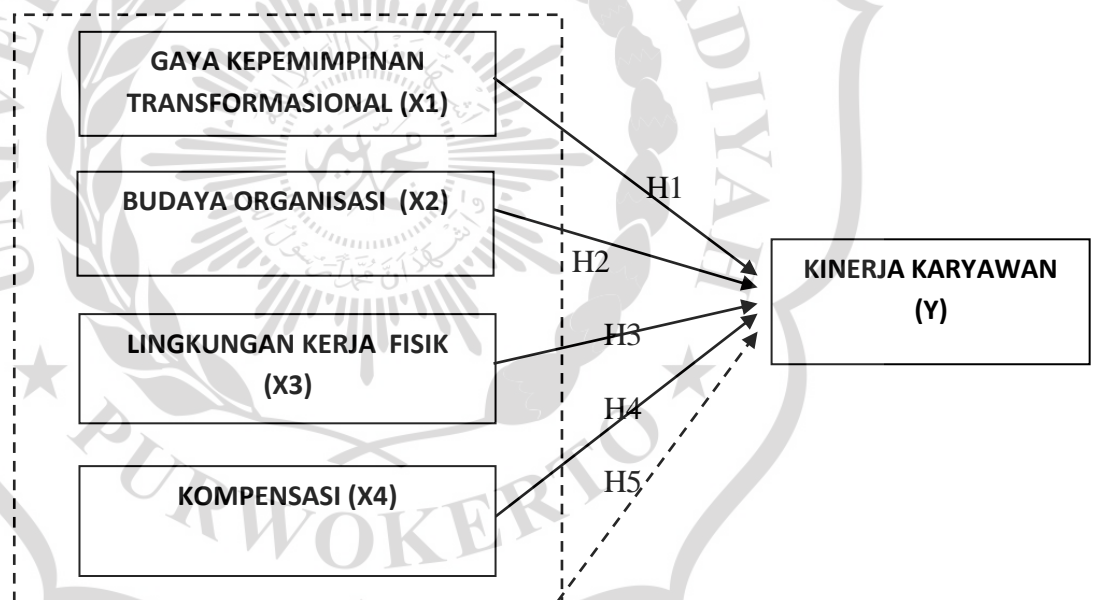 GAYA KEPEMIMPINAN
TRANSFORMASIONAL (X1)
BUDAYA ORGANISASI (X2)
LINGKUNGAN KERJA FISIK
(X3)
KOMPENSASI (X4)
H1
H2
H3
H4
H5
KINERJA KARYAWAN
(Y)
PURWOKERTO